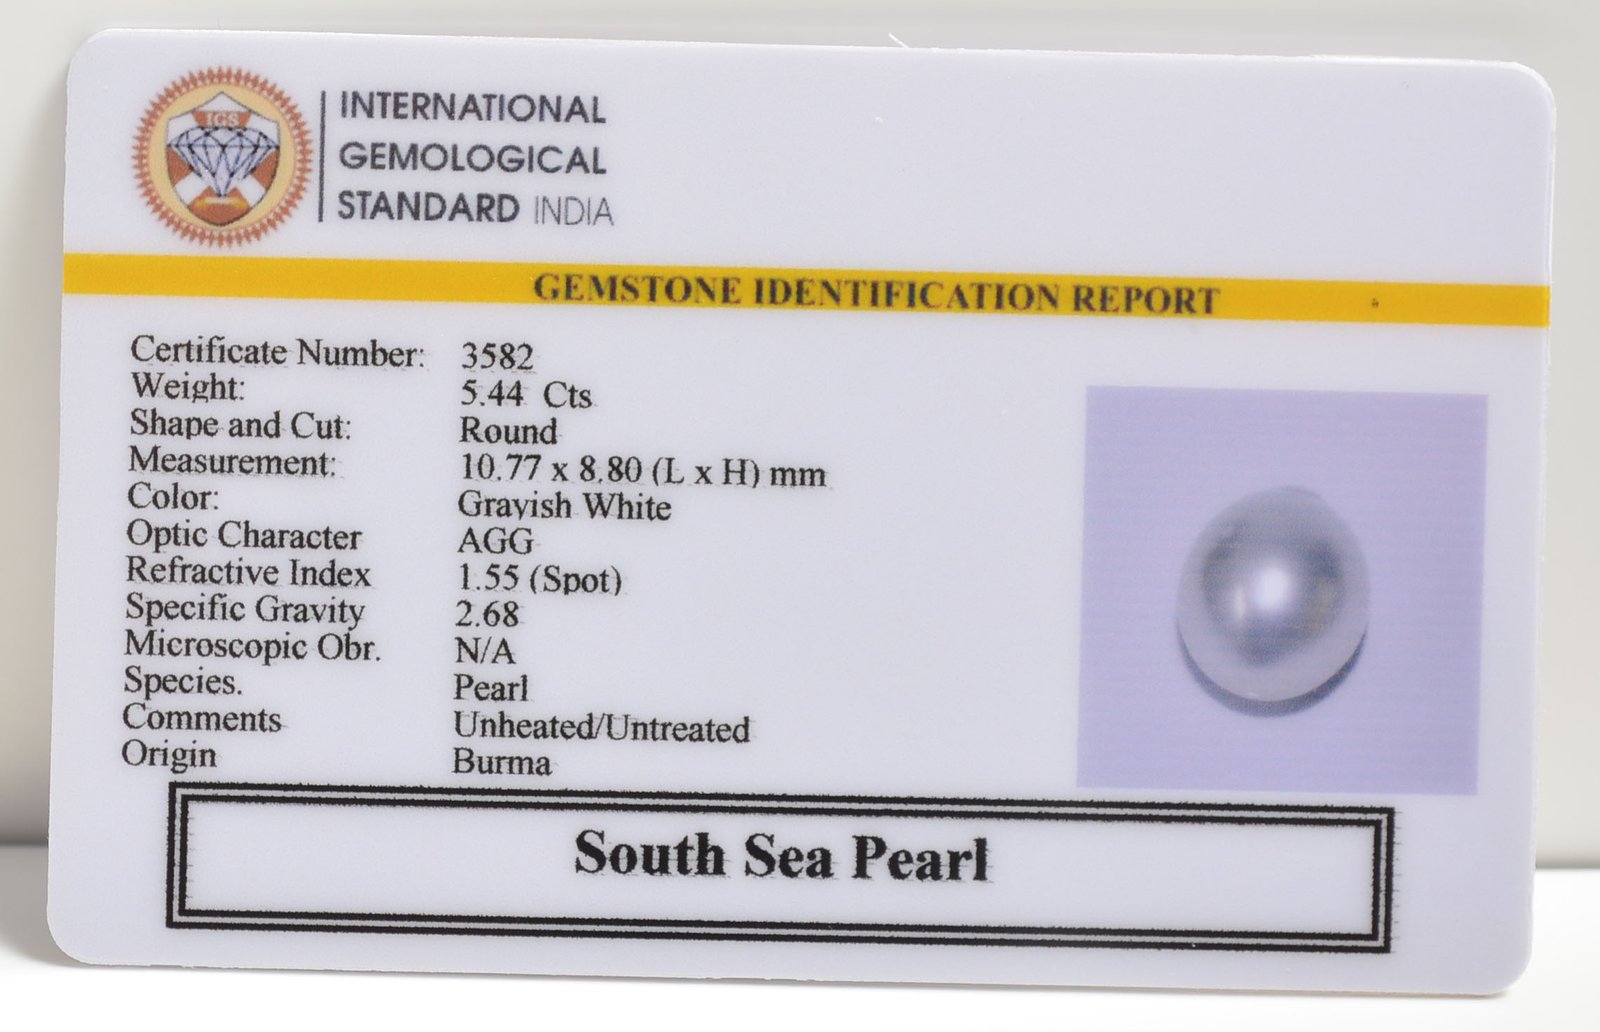 IGS
INTERNATIONAL
GEMOLOGICAL
STANDARD INDIA
GEMSTONE IDENTIFICATION REPORT
Certificate Number: 3582
Weight: 5.44 Cts
Shape and Cut: Round
Measurement: 10.77 x 8.80 (L x H) mm
Color: Grayish White
Optic Character AGG
Refractive Index 1.55 (Spot)
Specific Gravity 2.68
Microscopic Obr. N/A
Species. Pearl
Comments Unheated/Untreated
Origin Burma
South Sea Pearl